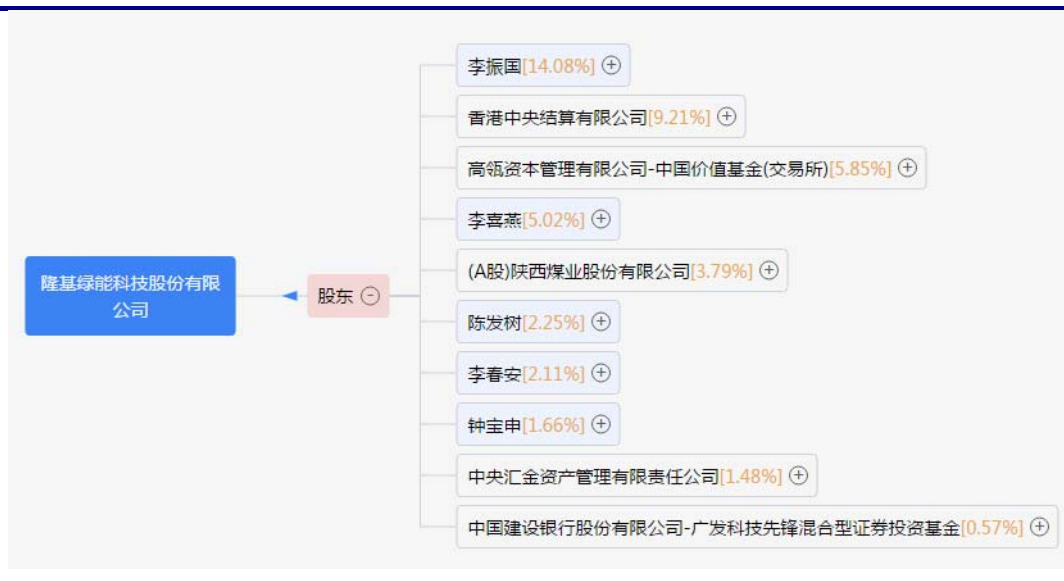 李振国[14.08%]
香港中央结算有限公司[9.21%]
高瓴资本管理有限公司-中国价值基金(交易所)[5.85%]
李喜燕[5.02%]
(A股)陕西煤业股份有限公司[3.79%]
隆基绿能科技股份有限
公司
股东
陈发树[2.25%]
李春安[2.11%]
钟宝申[1.66%]
中央汇金资产管理有限责任公司[1.48%]
中国建设银行股份有限公司-广发科技先锋混合型证券投资基金[0.57%]